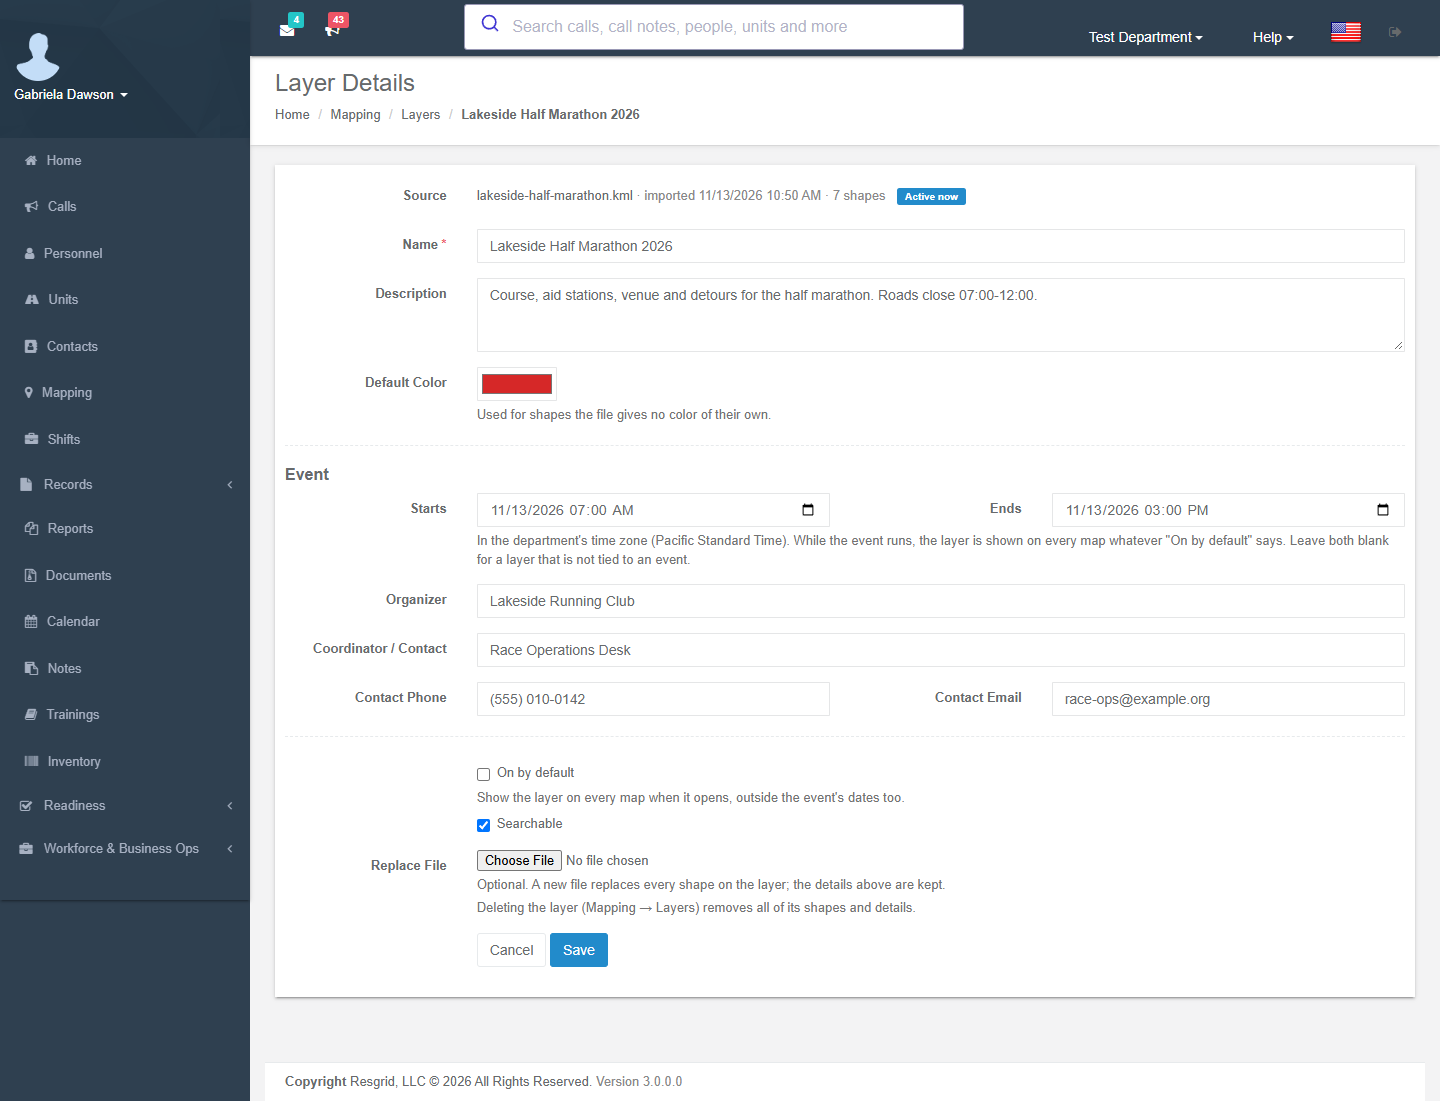 4
43
Search calls, call notes, people, units and more
Test Department
Help
Gabriela Dawson
Home
Calls
Personnel
Units
Contacts
Mapping
Shifts
Records
Reports
Documents
Calendar
Notes
Trainings
Inventory
Readiness
Workforce & Business Ops
Layer Details
Home / Mapping / Layers / Lakeside Half Marathon 2026
Source lakeside-half-marathon.kml · imported 11/13/2026 10:50 AM · 7 shapes Active now
Name * Lakeside Half Marathon 2026
Description Course, aid stations, venue and detours for the half marathon. Roads close 07:00-12:00.
Default Color
Used for shapes the file gives no color of their own.
Event
Starts 11/13/2026 07:00 AM Ends 11/13/2026 03:00 PM
In the department's time zone (Pacific Standard Time). While the event runs, the layer is shown on every map whatever "On by default" says. Leave both blank
for a layer that is not tied to an event.
Organizer Lakeside Running Club
Coordinator / Contact Race Operations Desk
Contact Phone (555) 010-0142 Contact Email race-ops@example.org
On by default
Show the layer on every map when it opens, outside the event's dates too.
Searchable
Replace File Choose File No file chosen
Optional. A new file replaces every shape on the layer; the details above are kept.
Deleting the layer (Mapping → Layers) removes all of its shapes and details.
Cancel Save
Copyright Resgrid, LLC © 2026 All Rights Reserved. Version 3.0.0.0